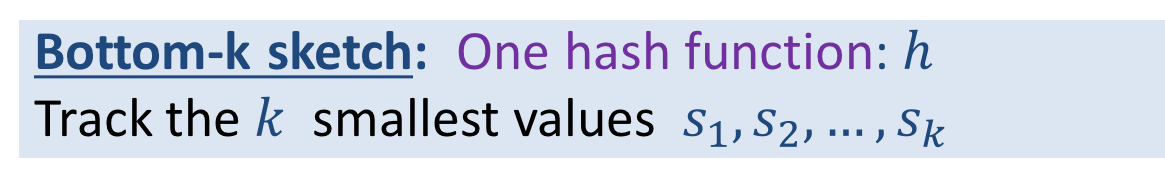 Bottom-k sketch: One hash function: h
Track the k smallest values s₁, s₂, … , sₖ